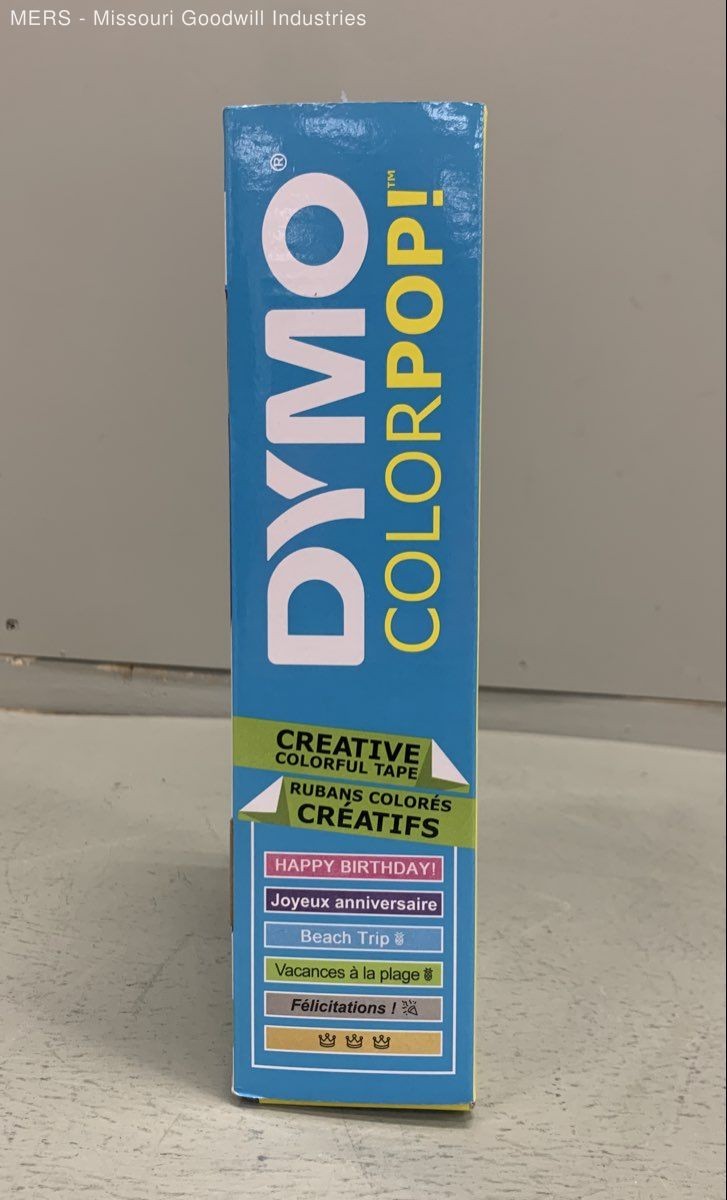 MERS - Missouri Goodwill Industries
DYMO®
COLORPOP!™
CREATIVE
COLORFUL TAPE
RUBANS COLORÉS
CRÉATIFS
HAPPY BIRTHDAY!
Joyeux anniversaire
Beach Trip
Vacances à la plage
Félicitations !